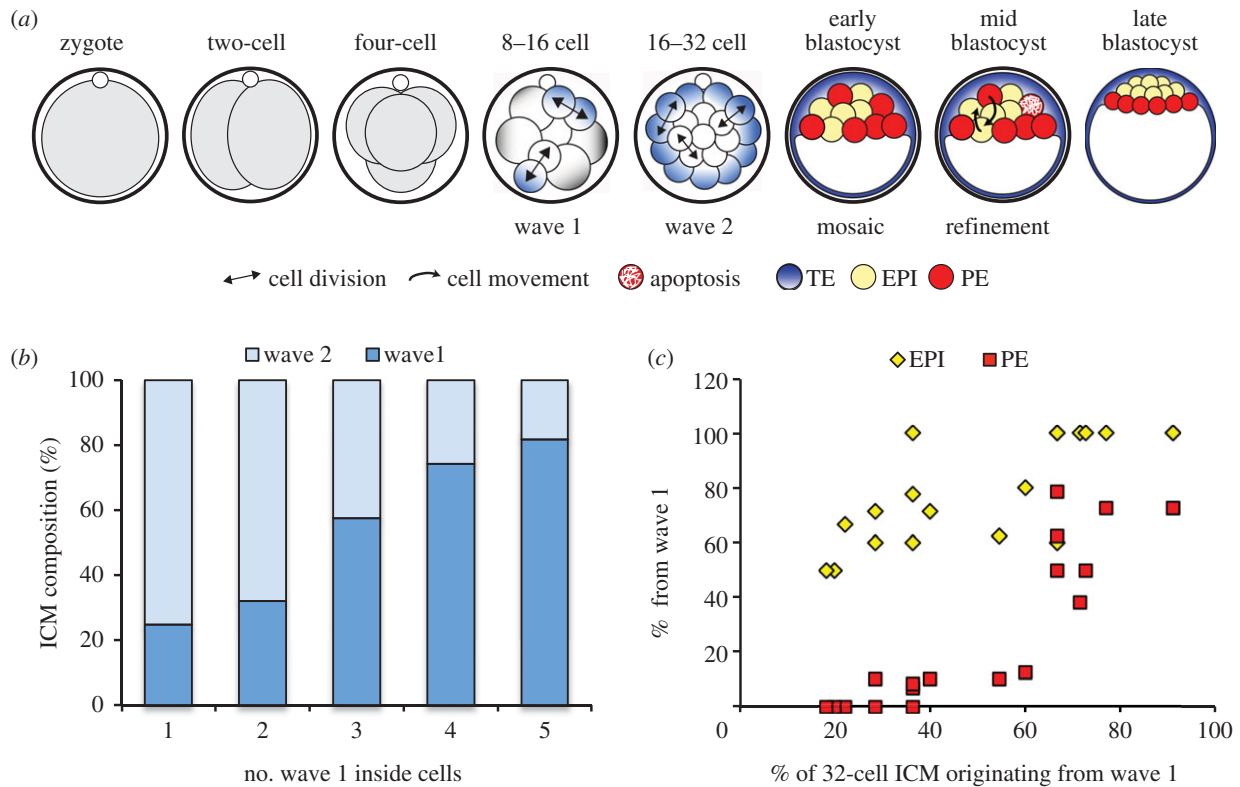 (a)
zygote
two-cell
four-cell
8–16 cell
16–32 cell
early
blastocyst
mid
blastocyst
late
blastocyst
wave 1
wave 2
mosaic
refinement
cell division
cell movement
apoptosis
TE
EPI
PE
(b)
wave 2
wave1
ICM composition (%)
100
80
60
40
20
0
1
2
3
4
5
no. wave 1 inside cells
(c)
EPI
PE
% from wave 1
120
100
80
60
40
20
0
20
40
60
80
100
% of 32-cell ICM originating from wave 1